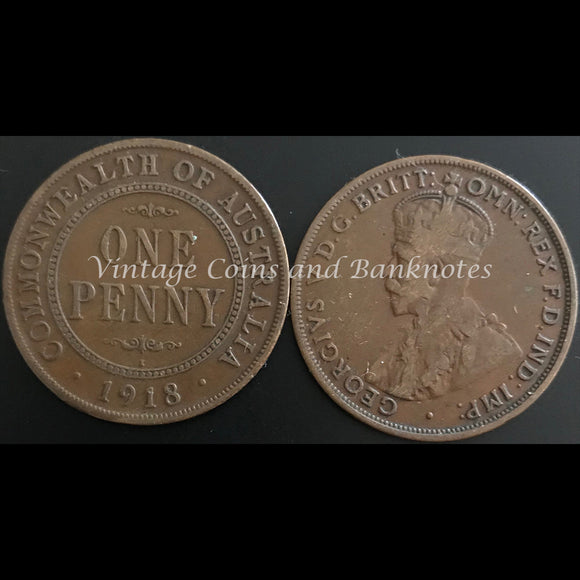 COMMONWEALTH OF AUSTRALIA
ONE
PENNY
· 1918 ·
GEORGIVS V D.G. BRITT: OMN: REX F.D. IND: IMP:
Vintage Coins and Banknotes